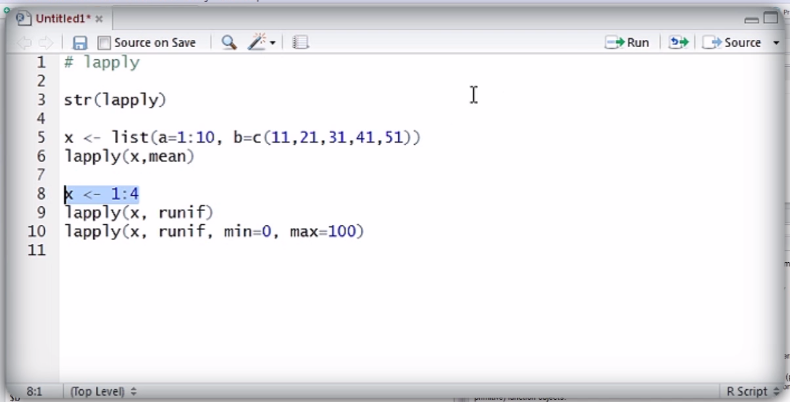 Untitled1*
Source on Save
Run
Source
1 # lapply
2
3 str(lapply)
4
5 x <- list(a=1:10, b=c(11,21,31,41,51))
6 lapply(x,mean)
7
8 x <- 1:4
9 lapply(x, runif)
10 lapply(x, runif, min=0, max=100)
11
8:1 (Top Level) R Script